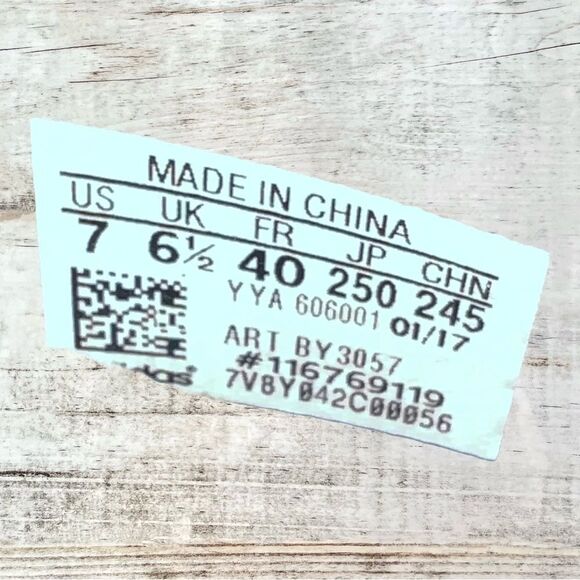 MADE IN CHINA
US UK FR JP CHN
7 6½ 40 250 245
YYA 606001 01/17
ART BY3057
#116769119
adidas® 7V8Y042C00056